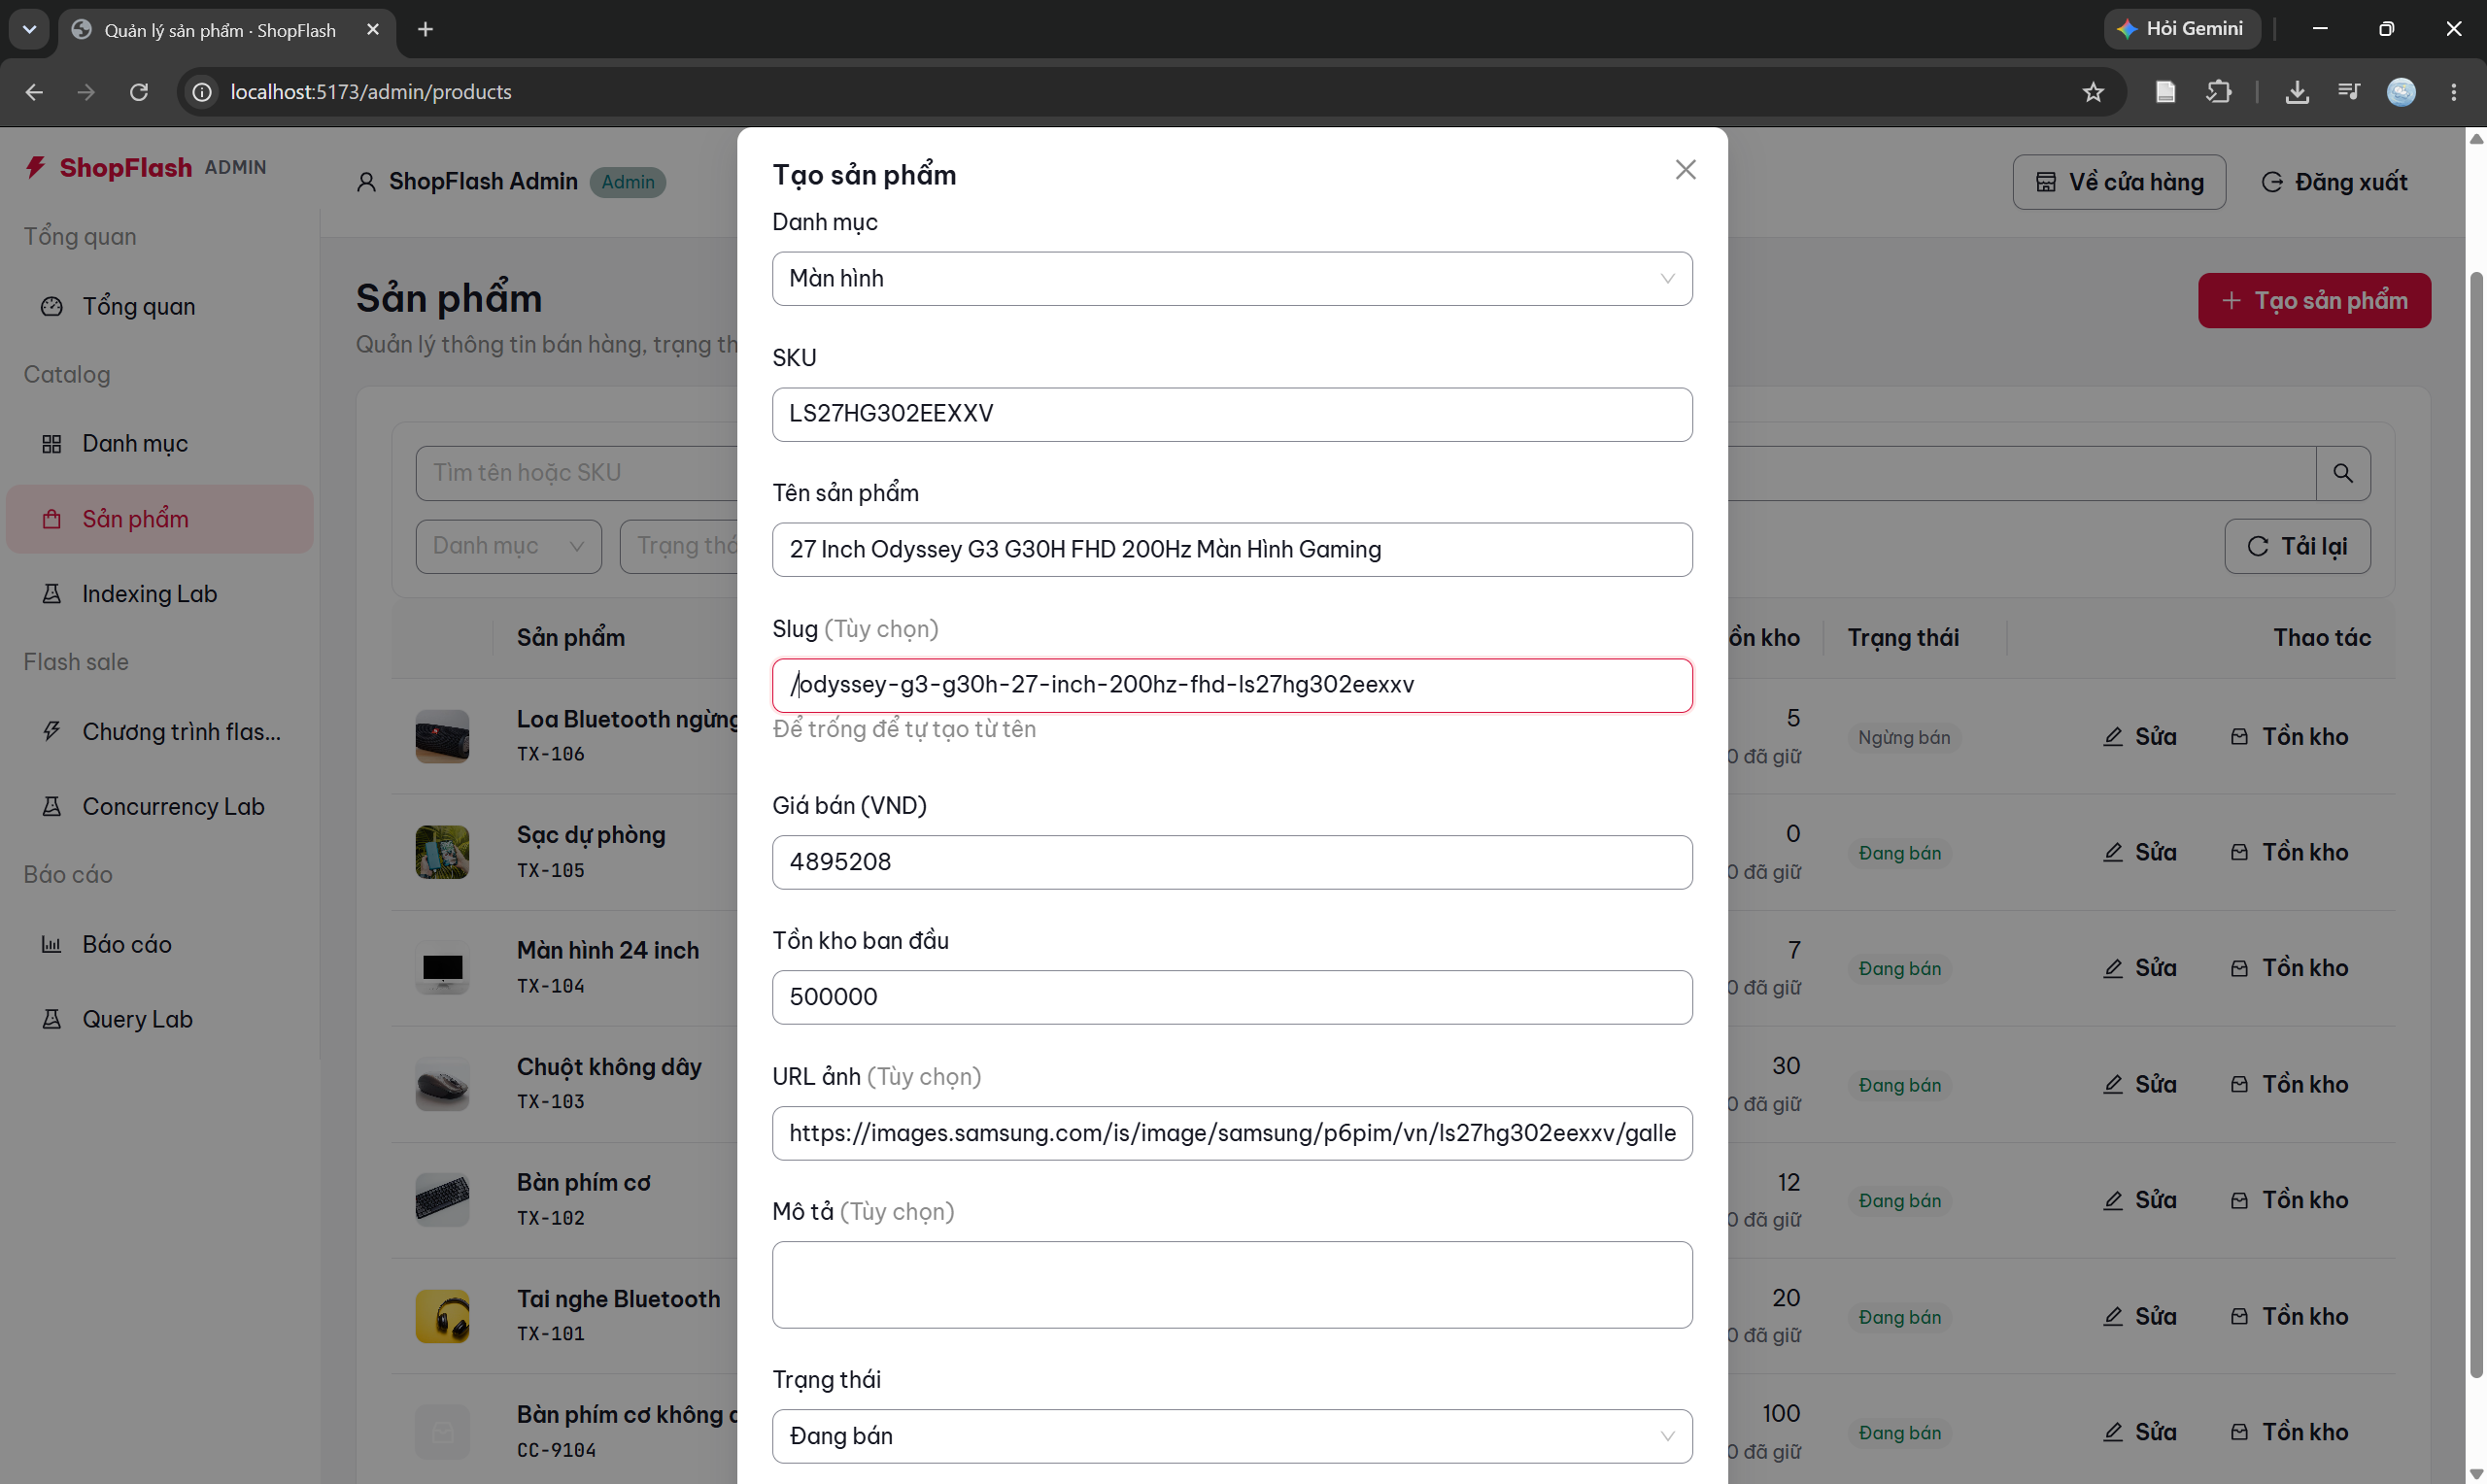 Quản lý sản phẩm · ShopFlash
Hỏi Gemini
localhost:5173/admin/products
ShopFlash ADMIN
Tổng quan
Tổng quan
Catalog
Danh mục
Sản phẩm
Indexing Lab
Flash sale
Chương trình flas...
Concurrency Lab
Báo cáo
Báo cáo
Query Lab
ShopFlash Admin Admin
Về cửa hàng
Đăng xuất
Sản phẩm
Quản lý thông tin bán hàng, trạng th
Tạo sản phẩm
Tìm tên hoặc SKU
Danh mục
Trạng thá
Tải lại
Sản phẩm
ồn kho
Trạng thái
Thao tác
Loa Bluetooth ngừng
TX-106
5
0 đã giữ
Ngừng bán
Sửa
Tồn kho
Sạc dự phòng
TX-105
0
0 đã giữ
Đang bán
Sửa
Tồn kho
Màn hình 24 inch
TX-104
7
0 đã giữ
Đang bán
Sửa
Tồn kho
Chuột không dây
TX-103
30
0 đã giữ
Đang bán
Sửa
Tồn kho
Bàn phím cơ
TX-102
12
0 đã giữ
Đang bán
Sửa
Tồn kho
Tai nghe Bluetooth
TX-101
20
0 đã giữ
Đang bán
Sửa
Tồn kho
Bàn phím cơ không d
CC-9104
100
0 đã giữ
Đang bán
Sửa
Tồn kho
Tạo sản phẩm
Danh mục
Màn hình
SKU
LS27HG302EEXXV
Tên sản phẩm
27 Inch Odyssey G3 G30H FHD 200Hz Màn Hình Gaming
Slug (Tùy chọn)
/odyssey-g3-g30h-27-inch-200hz-fhd-ls27hg302eexxv
Để trống để tự tạo từ tên
Giá bán (VND)
4895208
Tồn kho ban đầu
500000
URL ảnh (Tùy chọn)
https://images.samsung.com/is/image/samsung/p6pim/vn/ls27hg302eexxv/galle
Mô tả (Tùy chọn)
Trạng thái
Đang bán